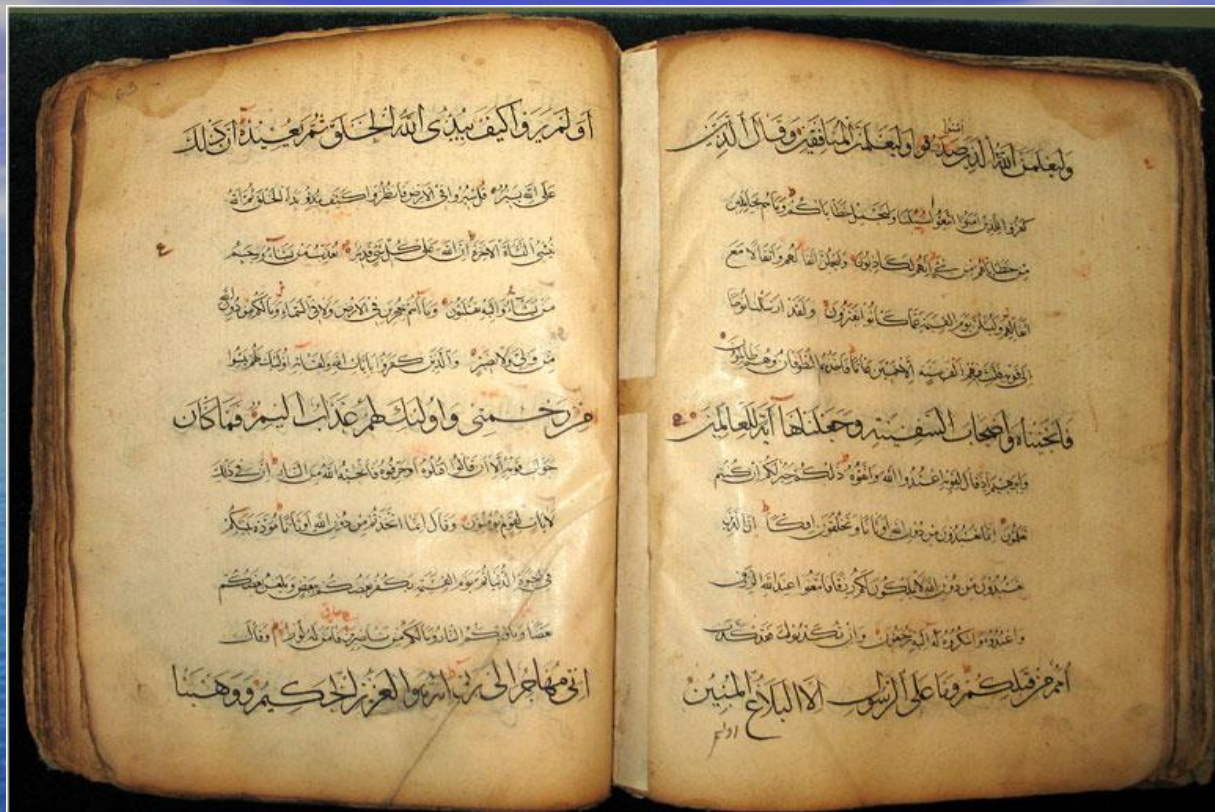 امنوا
وليعلمن الله الذين صدقوا وليعلمن المنافقين وقال الذين
كفروا للذين امنوا اتبعوا سبيلنا ولنحمل خطاياكم وما هم بحاملين
من خطاياهم من شئ انهم لكاذبون وليحملن اثقالهم واثقالا مع
اثقالهم وليسئلن يوم القيمة عما كانوا يفترون ولقد ارسلنا نوحا
الى قومه فلبث فيهم الف سنة الا خمسين عاما فاخذهم الطوفان وهم ظالمون
فانجيناه واصحاب السفينة وجعلناها آية للعالمين
وابرهيم اذ قال لقومه اعبدوا الله واتقوه ذلكم خير لكم ان كنتم
تعلمون انما تعبدون من دون الله اوثانا وتخلقون افكا ان الذين
تعبدون من دون الله لا يملكون لكم رزقا فابتغوا عند الله الرزق
واعبدوه واشكروا له اليه ترجعون وان تكذبوا فقد كذب
امم من قبلكم وما على الرسول الا البلاغ المبين
اولم
اولم يروا كيف يبدئ الله الخلق ثم يعيده ان ذلك
على الله يسير قل سيروا في الارض فانظروا كيف بدأ الخلق ثم الله
ينشئ النشأة الاخرة ان الله على كل شئ قدير يعذب من يشاء ويرحم
من يشاء واليه تقلبون وما انتم بمعجزين في الارض ولا في السماء وما لكم من دون الله
من ولي ولا نصير والذين كفروا بايات الله ولقائه اولئك يئسوا
من رحمتي واولئك لهم عذاب اليم فما كان
جواب قومه الا ان قالوا اقتلوه او حرقوه فانجيه الله من النار ان في ذلك
لايات لقوم يؤمنون وقال انما اتخذتم من دون الله اوثانا مودة بينكم
في الحيوة الدنيا ثم يوم القيمة يكفر بعضكم ببعض ويلعن بعضكم
بعضا وماويكم النار وما لكم من ناصرين فامن له لوط وقال
اني مهاجر الى ربي انه هو العزيز الحكيم ووهبنا